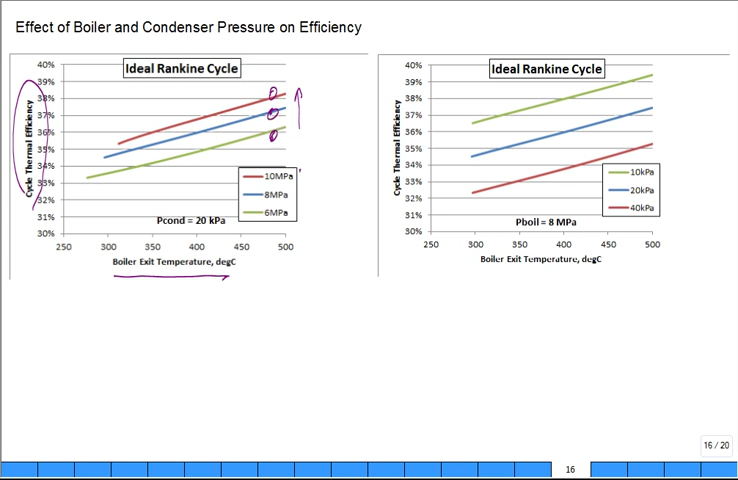 Effect of Boiler and Condenser Pressure on Efficiency
Ideal Rankine Cycle
Cycle Thermal Efficiency
40%
39%
38%
37%
36%
35%
34%
33%
32%
31%
30%
10MPa
8MPa
6MPa
Pcond = 20 kPa
250 300 350 400 450 500
Boiler Exit Temperature, degC
Ideal Rankine Cycle
Cycle Thermal Efficiency
40%
39%
38%
37%
36%
35%
34%
33%
32%
31%
30%
10kPa
20kPa
40kPa
Pboil = 8 MPa
250 300 350 400 450 500
Boiler Exit Temperature, degC
16 / 20
16